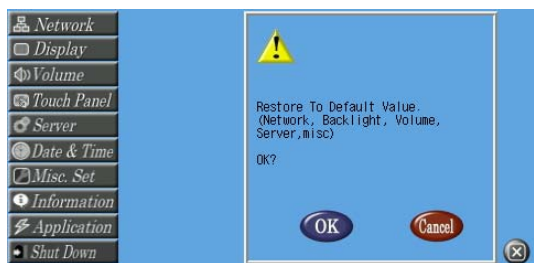 Network
Display
Volume
Touch Panel
Server
Date & Time
Misc. Set
Information
Application
Shut Down
Restore To Default Value.
(Network, Backlight, Volume,
Server,misc)
OK?
OK
Cancel